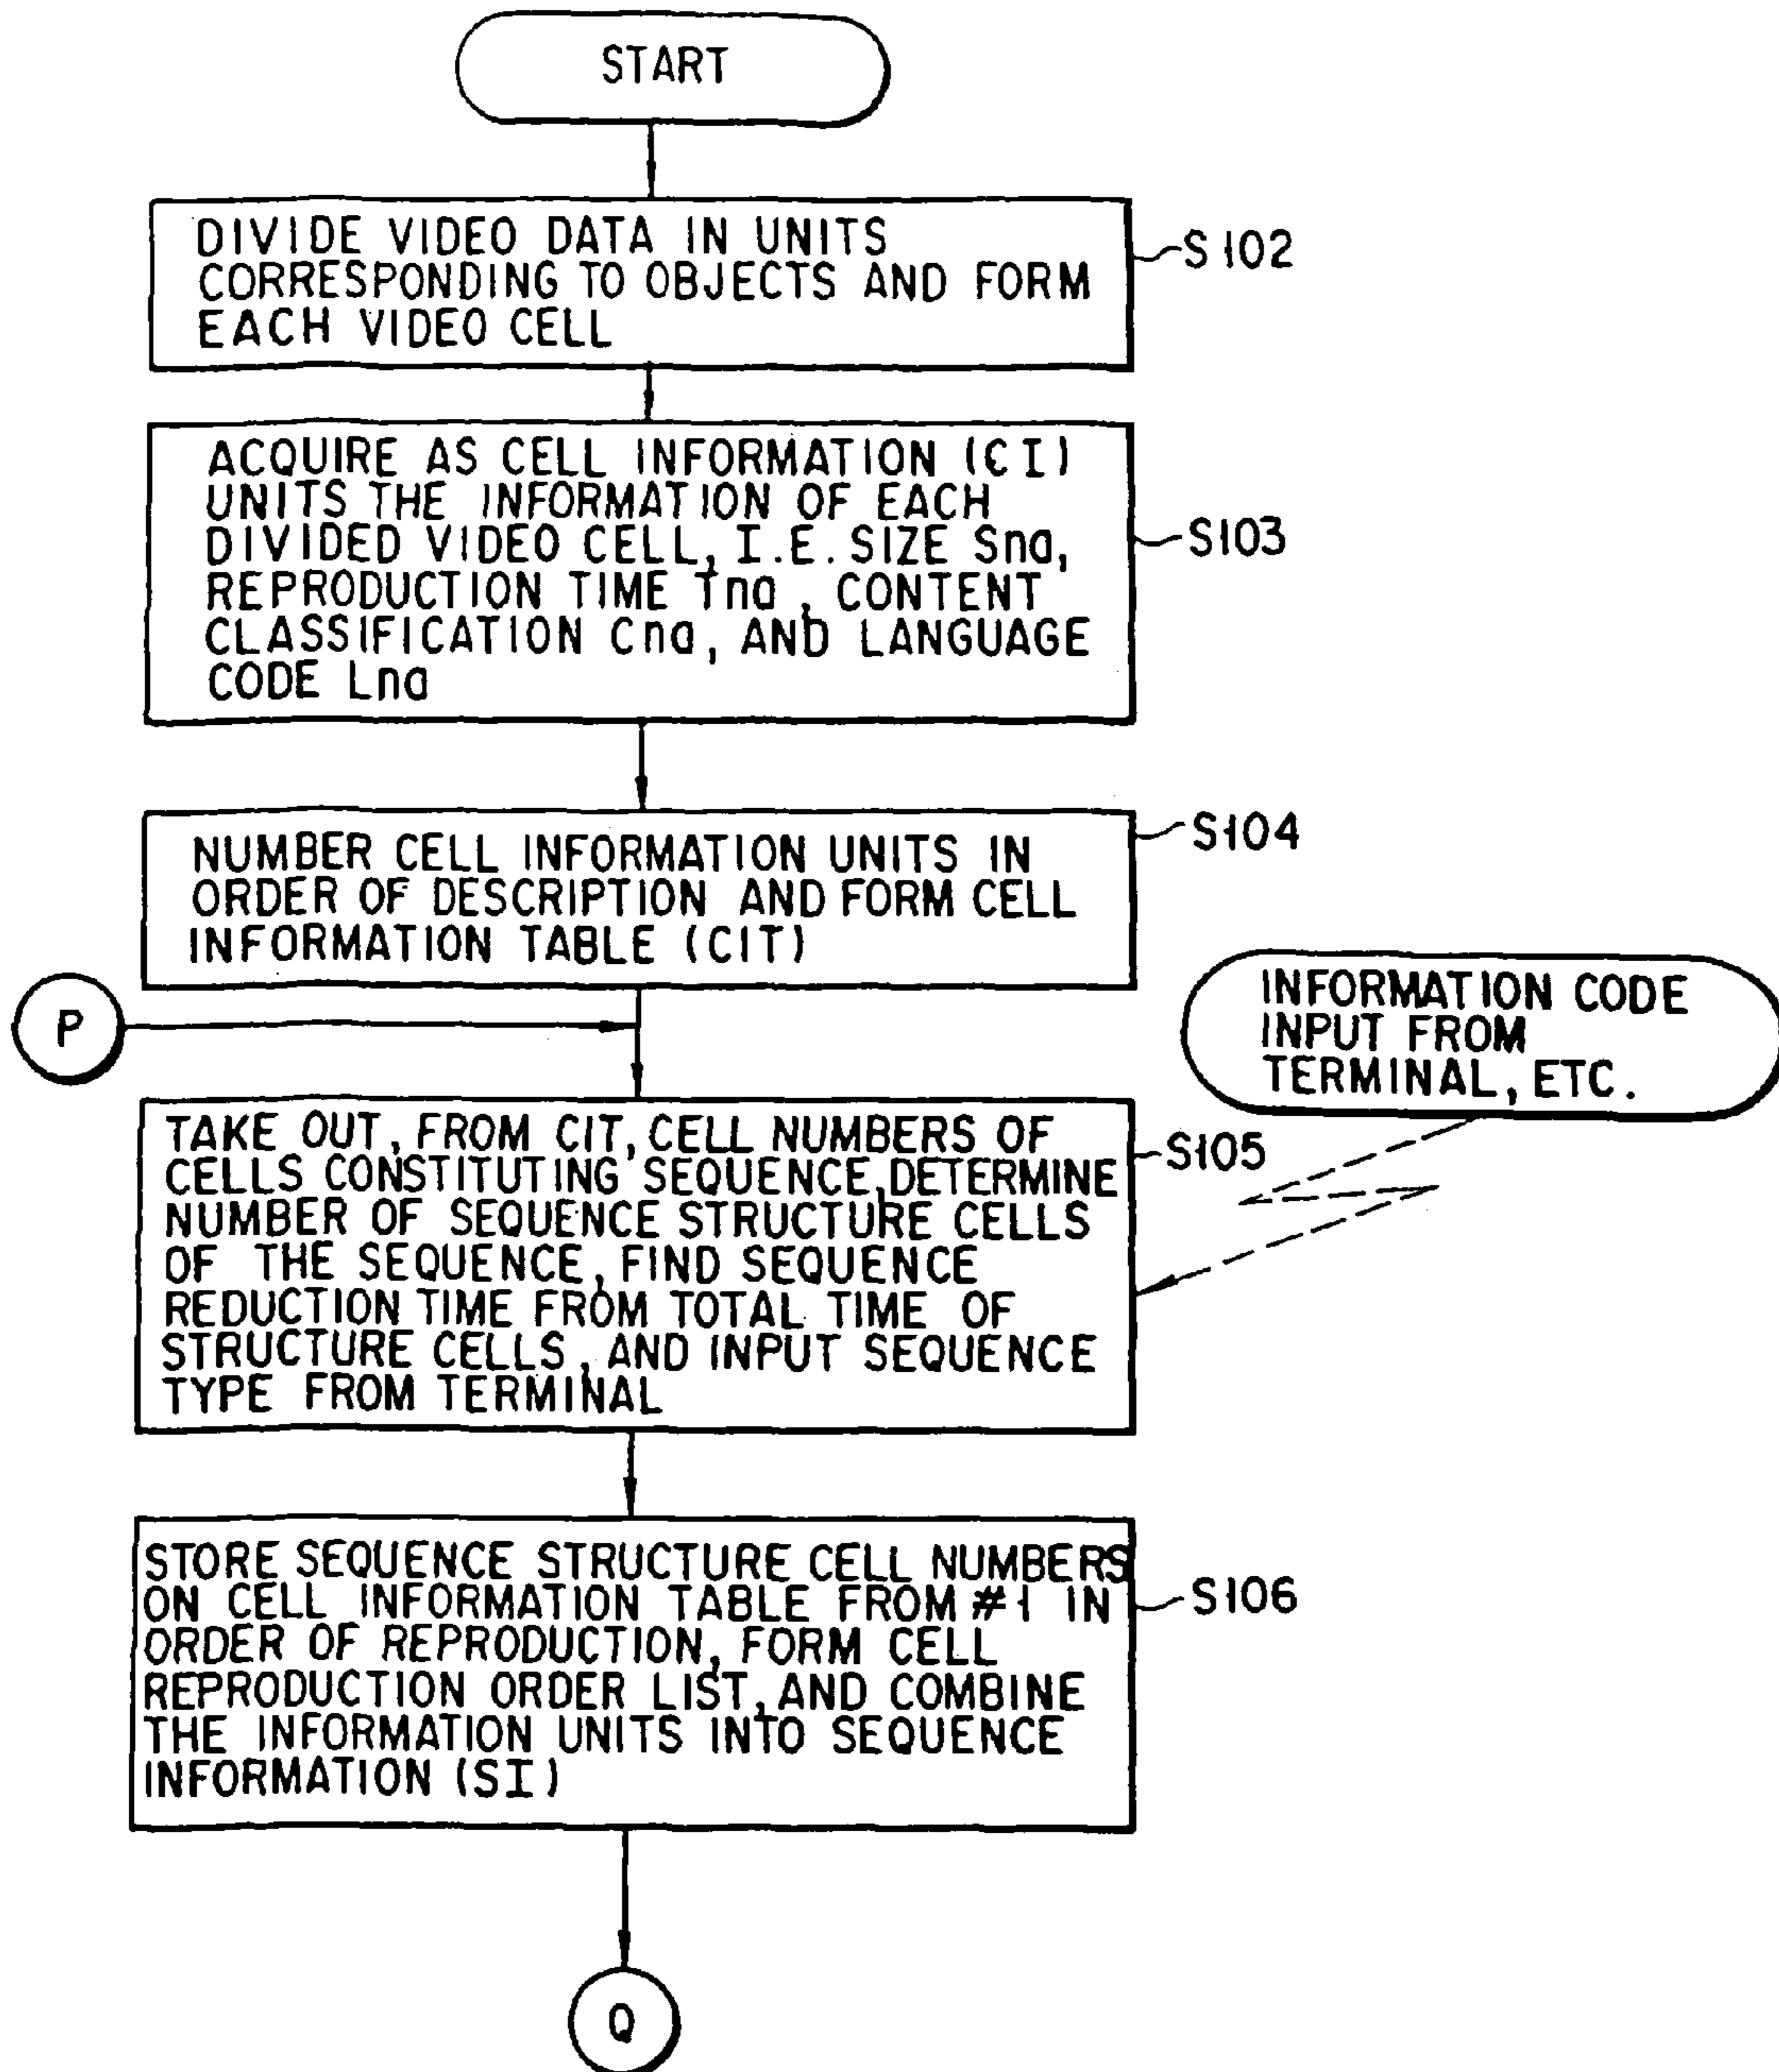 START
DIVIDE VIDEO DATA IN UNITS
CORRESPONDING TO OBJECTS AND FORM
EACH VIDEO CELL
S102
ACQUIRE AS CELL INFORMATION (CI)
UNITS THE INFORMATION OF EACH
DIVIDED VIDEO CELL, I.E. SIZE Sna,
REPRODUCTION TIME Tna, CONTENT
CLASSIFICATION Cna, AND LANGUAGE
CODE Lna
S103
NUMBER CELL INFORMATION UNITS IN
ORDER OF DESCRIPTION AND FORM CELL
INFORMATION TABLE (CIT)
S104
P
INFORMATION CODE
INPUT FROM
TERMINAL, ETC.
TAKE OUT, FROM CIT, CELL NUMBERS OF
CELLS CONSTITUTING SEQUENCE, DETERMINE
NUMBER OF SEQUENCE STRUCTURE CELLS
OF THE SEQUENCE, FIND SEQUENCE
REDUCTION TIME FROM TOTAL TIME OF
STRUCTURE CELLS, AND INPUT SEQUENCE
TYPE FROM TERMINAL
S105
STORE SEQUENCE STRUCTURE CELL NUMBERS
ON CELL INFORMATION TABLE FROM #1 IN
ORDER OF REPRODUCTION, FORM CELL
REPRODUCTION ORDER LIST, AND COMBINE
THE INFORMATION UNITS INTO SEQUENCE
INFORMATION (SI)
S106
Q